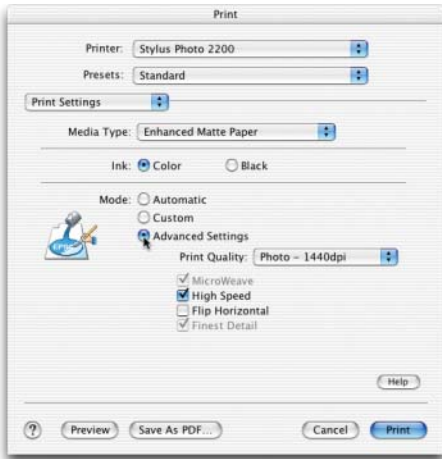 Print
Printer: Stylus Photo 2200
Presets: Standard
Print Settings
Media Type: Enhanced Matte Paper
Ink: Color Black
Mode: Automatic
Custom
Advanced Settings
Print Quality: Photo – 1440dpi
MicroWeave
High Speed
Flip Horizontal
Finest Detail
Help
? Preview Save As PDF... Cancel Print